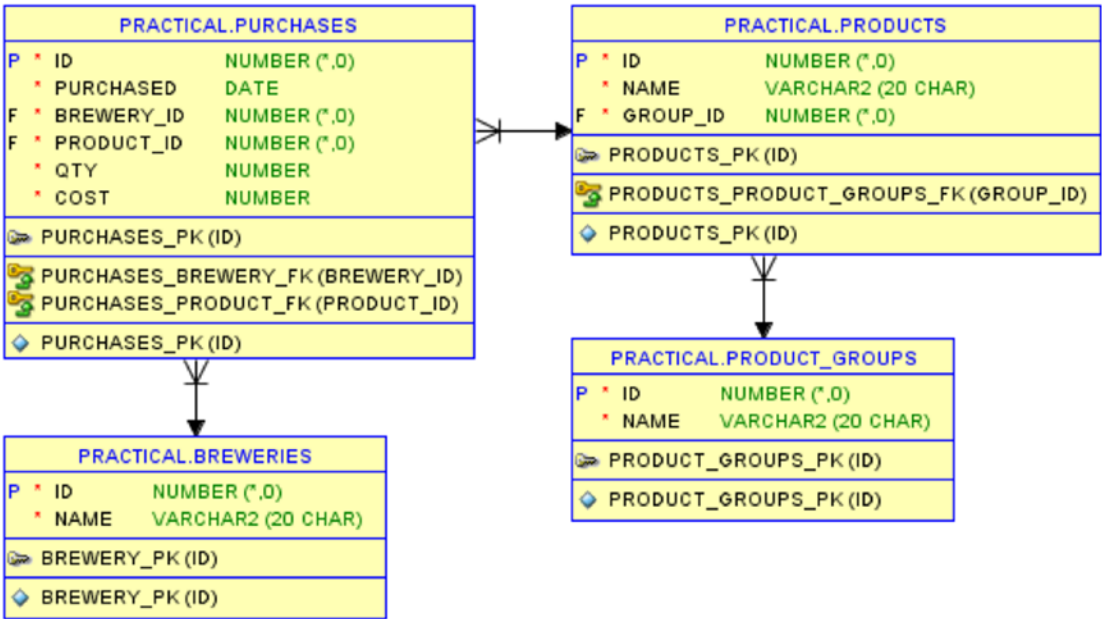 PRACTICAL.PURCHASES
P * ID NUMBER (*,0)
* PURCHASED DATE
F * BREWERY_ID NUMBER (*,0)
F * PRODUCT_ID NUMBER (*,0)
* QTY NUMBER
* COST NUMBER
PURCHASES_PK (ID)
PURCHASES_BREWERY_FK (BREWERY_ID)
PURCHASES_PRODUCT_FK (PRODUCT_ID)
PURCHASES_PK (ID)
PRACTICAL.PRODUCTS
P * ID NUMBER (*,0)
* NAME VARCHAR2 (20 CHAR)
F * GROUP_ID NUMBER (*,0)
PRODUCTS_PK (ID)
PRODUCTS_PRODUCT_GROUPS_FK (GROUP_ID)
PRODUCTS_PK (ID)
PRACTICAL.BREWERIES
P * ID NUMBER (*,0)
* NAME VARCHAR2 (20 CHAR)
BREWERY_PK (ID)
BREWERY_PK (ID)
PRACTICAL.PRODUCT_GROUPS
P * ID NUMBER (*,0)
* NAME VARCHAR2 (20 CHAR)
PRODUCT_GROUPS_PK (ID)
PRODUCT_GROUPS_PK (ID)